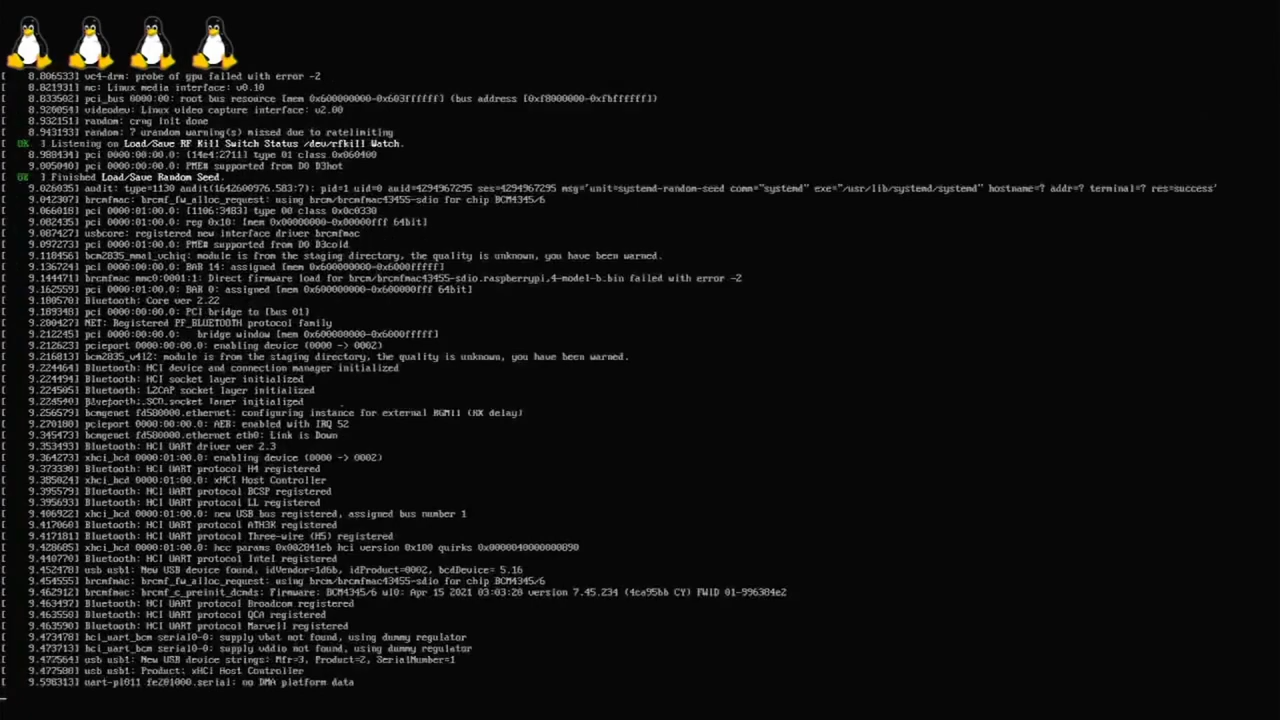 [    8.806533] vc4-drm: probe of gpu failed with error -2
[    8.821931] mc: Linux media interface: v0.10
[    8.833502] pci_bus 0000:00: root bus resource [mem 0x600000000-0x603ffffff] (bus address [0xf8000000-0xfbffffff])
[    8.920054] videodev: Linux video capture interface: v2.00
[    8.932151] random: crng init done
[    8.943193] random: 7 urandom warning(s) missed due to ratelimiting
[  OK  ] Listening on Load/Save RF Kill Switch Status /dev/rfkill Watch.
[    8.988434] pci 0000:00:00.0: [14e4:2711] type 01 class 0x060400
[    9.005040] pci 0000:00:00.0: PME# supported from D0 D3hot
[  OK  ] Finished Load/Save Random Seed.
[    9.026035] audit: type=1130 audit(1642600976.583:7): pid=1 uid=0 auid=4294967295 ses=4294967295 msg='unit=systemd-random-seed comm="systemd" exe="/usr/lib/systemd/systemd" hostname=? addr=? terminal=? res=success'
[    9.042307] brcmfmac: brcmf_fw_alloc_request: using brcm/brcmfmac43455-sdio for chip BCM4345/6
[    9.066018] pci 0000:01:00.0: [1106:3483] type 00 class 0x0c0330
[    9.082435] pci 0000:01:00.0: reg 0x10: [mem 0x00000000-0x00000fff 64bit]
[    9.087427] usbcore: registered new interface driver brcmfmac
[    9.097273] pci 0000:01:00.0: PME# supported from D0 D3cold
[    9.118456] bcm2835_mmal_vchiq: module is from the staging directory, the quality is unknown, you have been warned.
[    9.136724] pci 0000:00:00.0: BAR 14: assigned [mem 0x600000000-0x6000fffff]
[    9.144471] brcmfmac mmc0:0001:1: Direct firmware load for brcm/brcmfmac43455-sdio.raspberrypi,4-model-b.bin failed with error -2
[    9.162559] pci 0000:01:00.0: BAR 0: assigned [mem 0x600000000-0x600000fff 64bit]
[    9.180570] Bluetooth: Core ver 2.22
[    9.189348] pci 0000:00:00.0: PCI bridge to [bus 01]
[    9.200427] NET: Registered PF_BLUETOOTH protocol family
[    9.212245] pci 0000:00:00.0:   bridge window [mem 0x600000000-0x6000fffff]
[    9.212623] pcieport 0000:00:00.0: enabling device (0000 -> 0002)
[    9.216813] bcm2835_v4l2: module is from the staging directory, the quality is unknown, you have been warned.
[    9.224464] Bluetooth: HCI device and connection manager initialized
[    9.224494] Bluetooth: HCI socket layer initialized
[    9.224505] Bluetooth: L2CAP socket layer initialized
[    9.224540] Bluetooth: SCO socket layer initialized
[    9.256579] bcmgenet fd580000.ethernet: configuring instance for external RGMII (RX delay)
[    9.270180] pcieport 0000:00:00.0: AER: enabled with IRQ 52
[    9.345473] bcmgenet fd580000.ethernet eth0: Link is Down
[    9.353493] Bluetooth: HCI UART driver ver 2.3
[    9.364273] xhci_hcd 0000:01:00.0: enabling device (0000 -> 0002)
[    9.373330] Bluetooth: HCI UART protocol H4 registered
[    9.385024] xhci_hcd 0000:01:00.0: xHCI Host Controller
[    9.395579] Bluetooth: HCI UART protocol BCSP registered
[    9.395693] Bluetooth: HCI UART protocol LL registered
[    9.406922] xhci_hcd 0000:01:00.0: new USB bus registered, assigned bus number 1
[    9.417060] Bluetooth: HCI UART protocol ATH3K registered
[    9.417181] Bluetooth: HCI UART protocol Three-wire (H5) registered
[    9.428605] xhci_hcd 0000:01:00.0: hcc params 0x002841eb hci version 0x100 quirks 0x0000040000000890
[    9.440770] Bluetooth: HCI UART protocol Intel registered
[    9.452478] usb usb1: New USB device found, idVendor=1d6b, idProduct=0002, bcdDevice= 5.16
[    9.454555] brcmfmac: brcmf_fw_alloc_request: using brcm/brcmfmac43455-sdio for chip BCM4345/6
[    9.462912] brcmfmac: brcmf_c_preinit_dcmds: Firmware: BCM4345/6 wl0: Apr 15 2021 03:03:20 version 7.45.234 (4ca95bb CY) FWID 01-996384e2
[    9.463497] Bluetooth: HCI UART protocol Broadcom registered
[    9.463550] Bluetooth: HCI UART protocol QCA registered
[    9.463590] Bluetooth: HCI UART protocol Marvell registered
[    9.473478] hci_uart_bcm serial0-0: supply vbat not found, using dummy regulator
[    9.473713] hci_uart_bcm serial0-0: supply vddio not found, using dummy regulator
[    9.477564] usb usb1: New USB device strings: Mfr=3, Product=2, SerialNumber=1
[    9.477580] usb usb1: Product: xHCI Host Controller
[    9.598313] uart-pl011 fe201000.serial: no DMA platform data